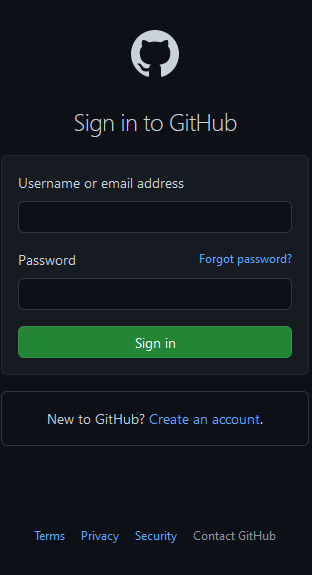 Sign in to GitHub
Username or email address
Password Forgot password?
Sign in
New to GitHub? Create an account.
Terms Privacy Security Contact GitHub